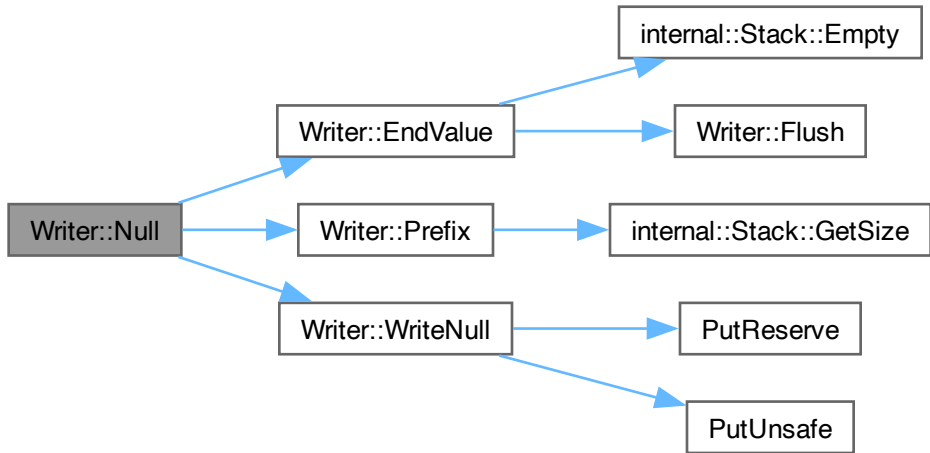 internal::Stack::Empty
Writer::EndValue
Writer::Flush
Writer::Null
Writer::Prefix
internal::Stack::GetSize
Writer::WriteNull
PutReserve
PutUnsafe